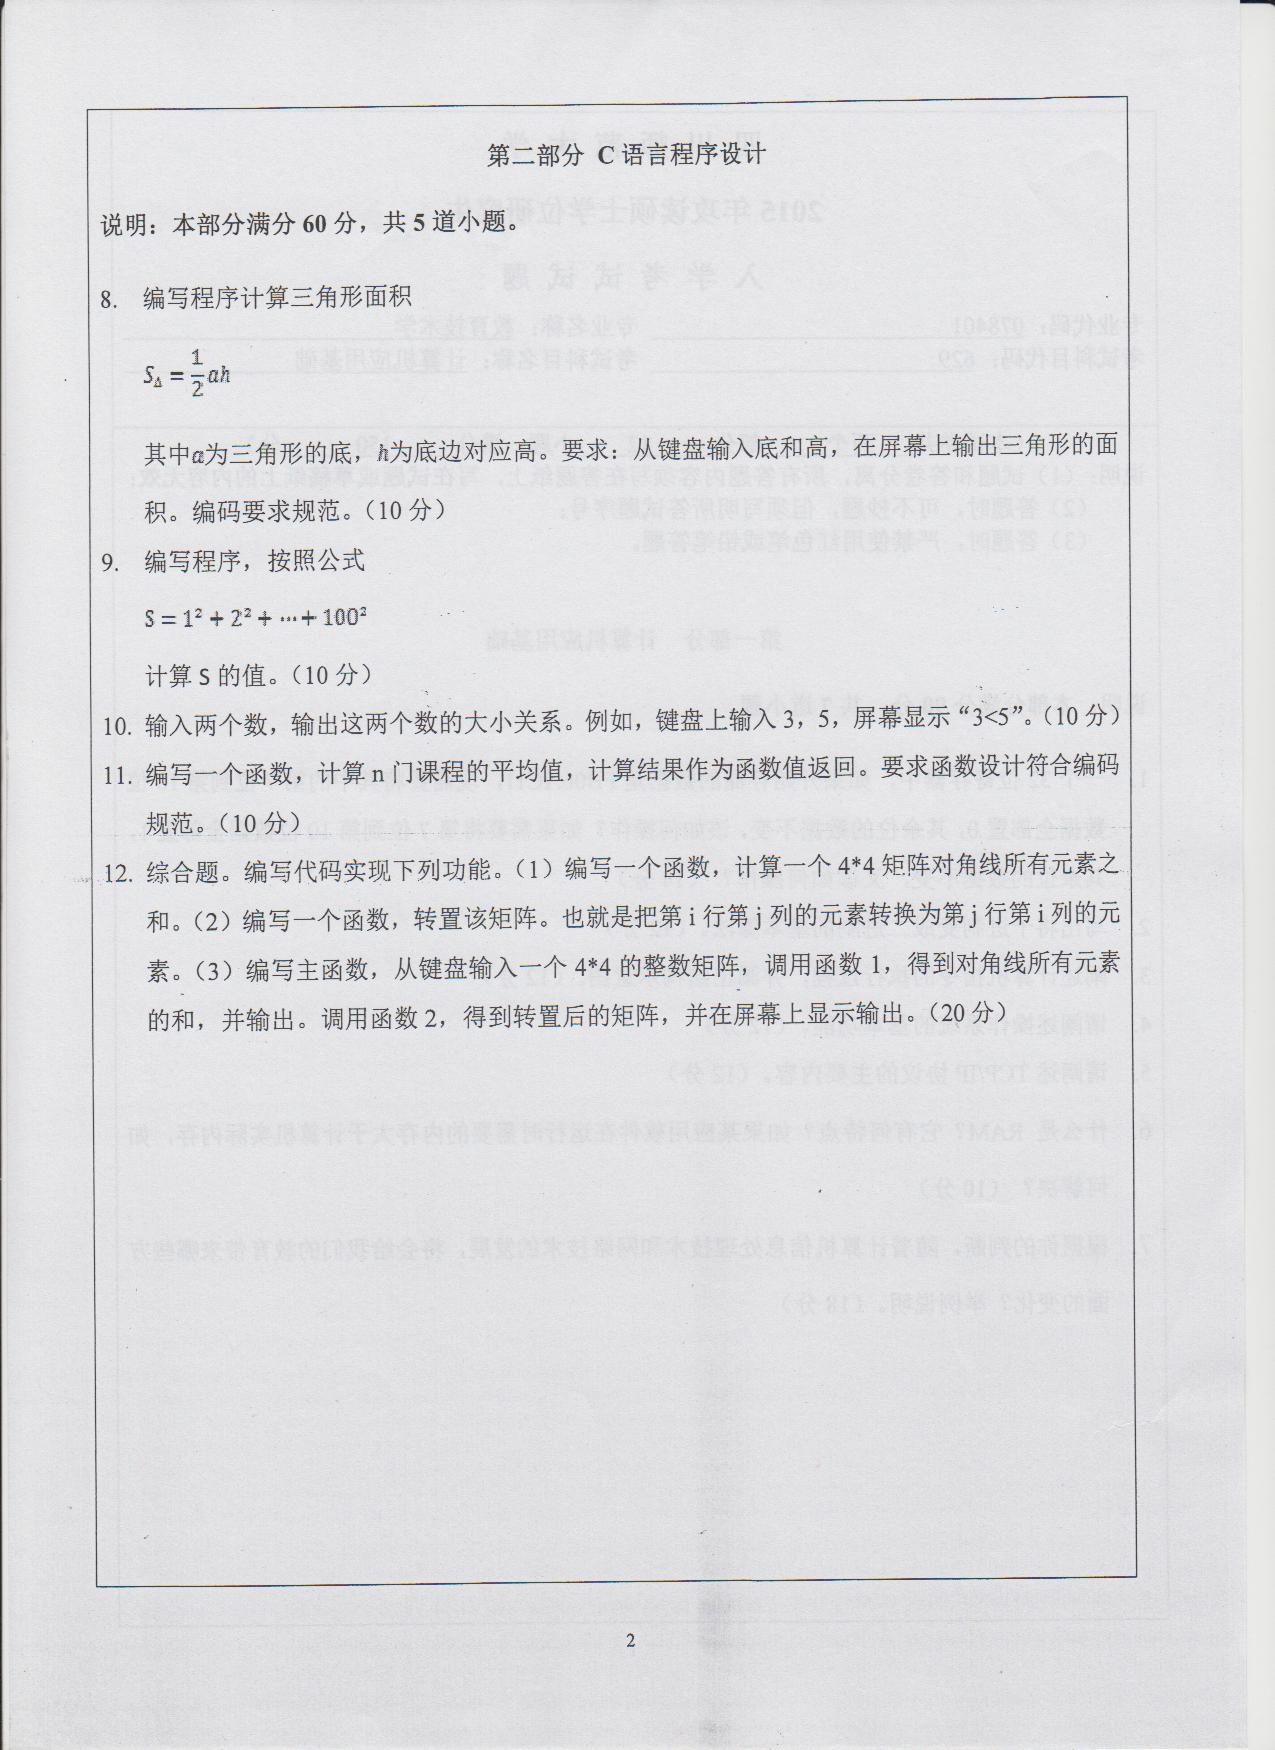 第二部分 C 语言程序设计
说明：本部分满分 60 分，共 5 道小题。
8. 编写程序计算三角形面积
S△ = 1/2 ah
其中a为三角形的底，h为底边对应高。要求：从键盘输入底和高，在屏幕上输出三角形的面
积。编码要求规范。（10 分）
9. 编写程序，按照公式
S = 1² + 2² + ⋯ + 100²
计算 S 的值。（10 分）
10. 输入两个数，输出这两个数的大小关系。例如，键盘上输入 3，5，屏幕显示“3<5”。（10 分）
11. 编写一个函数，计算 n 门课程的平均值，计算结果作为函数值返回。要求函数设计符合编码
规范。（10 分）
12. 综合题。编写代码实现下列功能。（1）编写一个函数，计算一个 4*4 矩阵对角线所有元素之
和。（2）编写一个函数，转置该矩阵。也就是把第 i 行第 j 列的元素转换为第 j 行第 i 列的元
素。（3）编写主函数，从键盘输入一个 4*4 的整数矩阵，调用函数 1，得到对角线所有元素
的和，并输出。调用函数 2，得到转置后的矩阵，并在屏幕上显示输出。（20 分）
2